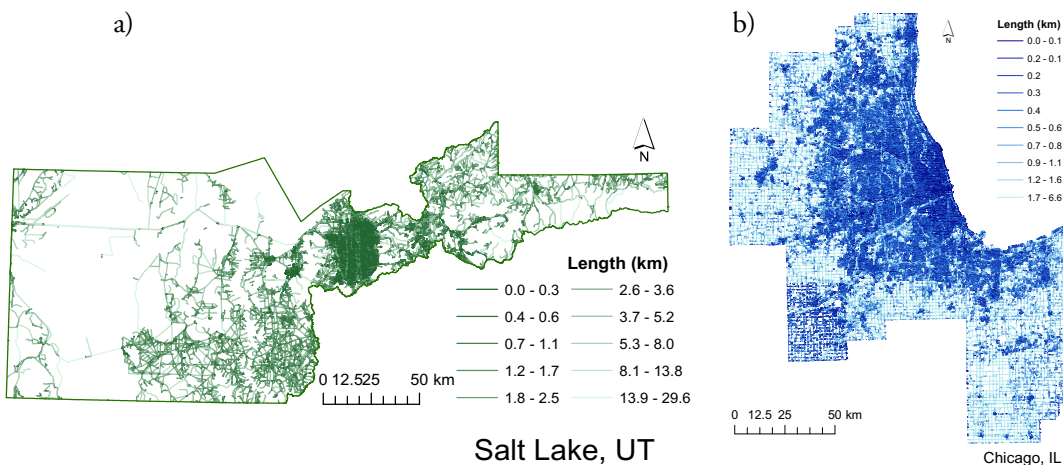 a)
N
Length (km)
0.0 - 0.3
0.4 - 0.6
0.7 - 1.1
1.2 - 1.7
1.8 - 2.5
2.6 - 3.6
3.7 - 5.2
5.3 - 8.0
8.1 - 13.8
13.9 - 29.6
0 12.525 50 km
Salt Lake, UT
b)
N
Length (km)
0.0 - 0.1
0.2 - 0.1
0.2
0.3
0.4
0.5 - 0.6
0.7 - 0.8
0.9 - 1.1
1.2 - 1.6
1.7 - 6.6
0 12.5 25 50 km
Chicago, IL